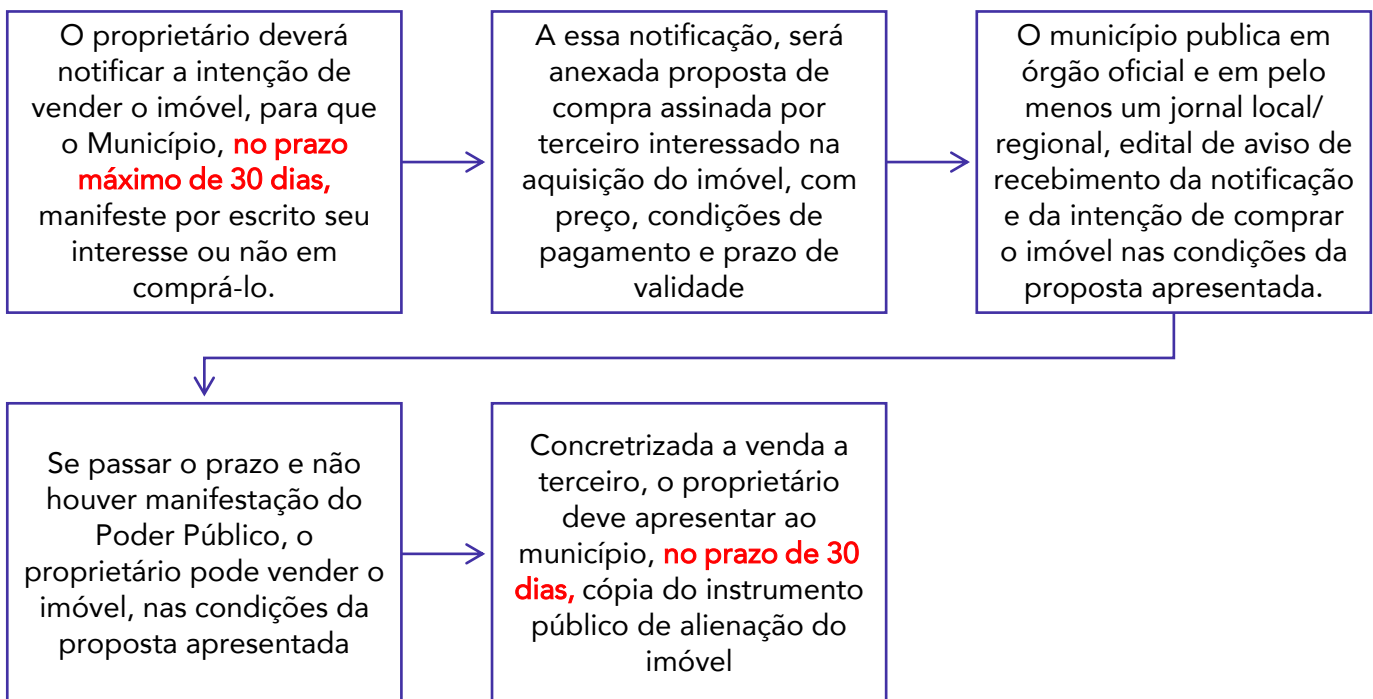 O proprietário deverá
notificar a intenção de
vender o imóvel, para que
o Município, no prazo
máximo de 30 dias,
manifeste por escrito seu
interesse ou não em
comprá-lo.
A essa notificação, será
anexada proposta de
compra assinada por
terceiro interessado na
aquisição do imóvel, com
preço, condições de
pagamento e prazo de
validade
O município publica em
órgão oficial e em pelo
menos um jornal local/
regional, edital de aviso de
recebimento da notificação
e da intenção de comprar
o imóvel nas condições da
proposta apresentada.
Se passar o prazo e não
houver manifestação do
Poder Público, o
proprietário pode vender o
imóvel, nas condições da
proposta apresentada
Concretrizada a venda a
terceiro, o proprietário
deve apresentar ao
município, no prazo de 30
dias, cópia do instrumento
público de alienação do
imóvel